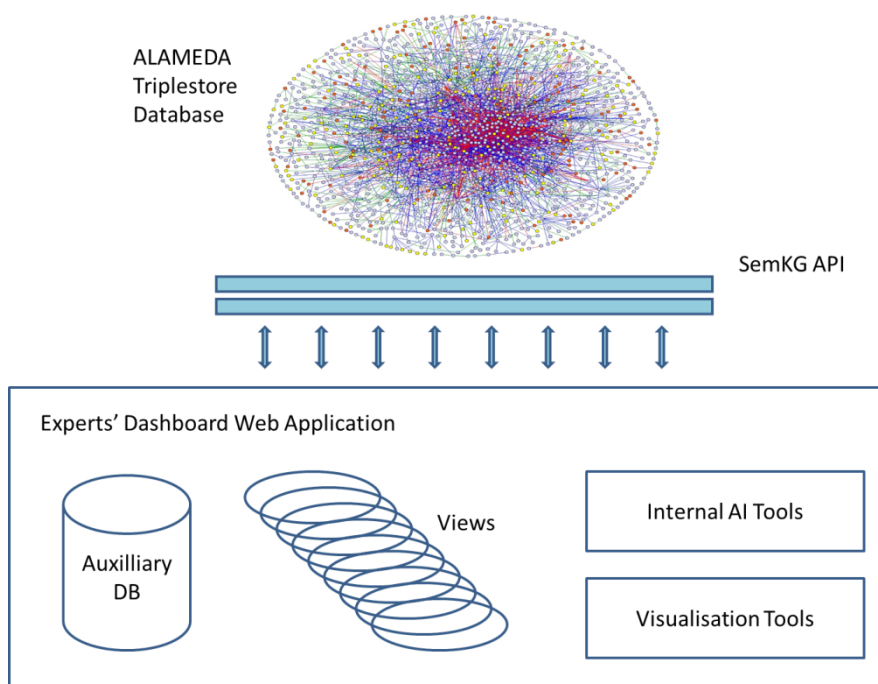 ALAMEDA
Triplestore
Database
SemKG API
Experts’ Dashboard Web Application
Auxilliary
DB
Views
Internal AI Tools
Visualisation Tools